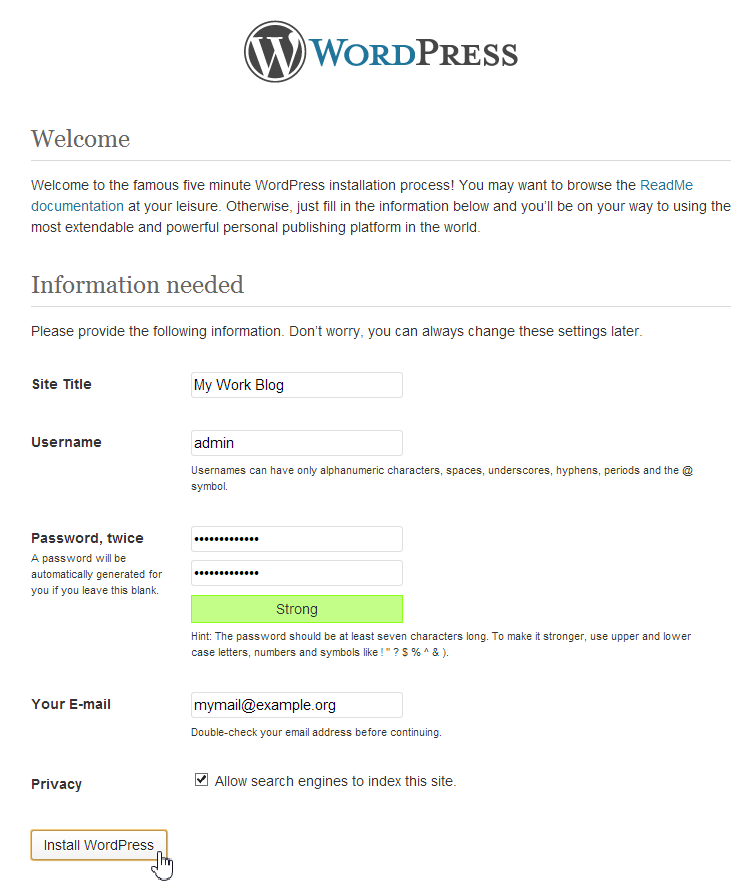 WORDPRESS
Welcome
Welcome to the famous five minute WordPress installation process! You may want to browse the ReadMe
documentation at your leisure. Otherwise, just fill in the information below and you'll be on your way to using the
most extendable and powerful personal publishing platform in the world.
Information needed
Please provide the following information. Don't worry, you can always change these settings later.
Site Title
My Work Blog
Username
admin
Usernames can have only alphanumeric characters, spaces, underscores, hyphens, periods and the @
symbol.
Password, twice
A password will be
automatically generated for
you if you leave this blank.
•••••••••••••
•••••••••••••
Strong
Hint: The password should be at least seven characters long. To make it stronger, use upper and lower
case letters, numbers and symbols like ! " ? $ % ^ & ).
Your E-mail
mymail@example.org
Double-check your email address before continuing.
Privacy
Allow search engines to index this site.
Install WordPress